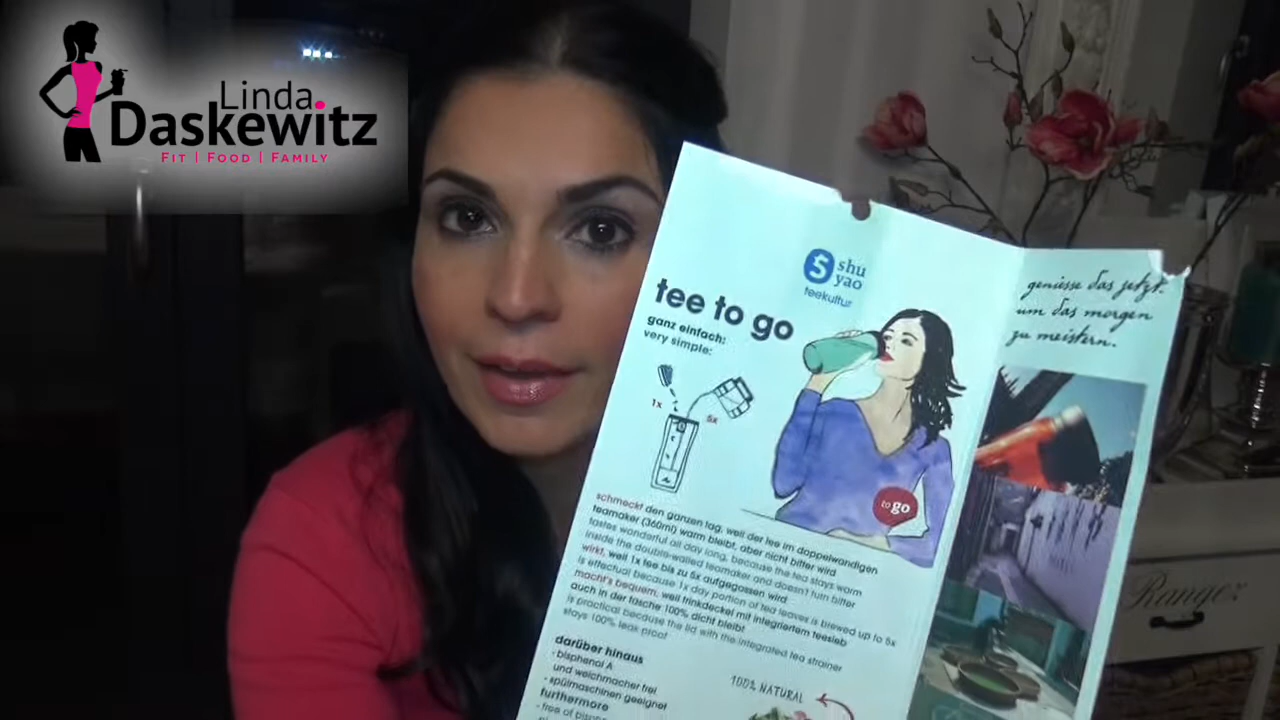 Linda
Daskewitz
FIT | FOOD | FAMILY
shu
yao
teekultur
tee to go
ganz einfach:
very simple:
1x
5x
to go
schmeckt den ganzen tag, weil der tee im doppelwandigen
teamaker (360ml) warm bleibt, aber nicht bitter wird
tastes wonderful all day long, because the tea stays warm
inside the double-walled teamaker and doesn't turn bitter
wirkt, weil 1x tee bis zu 5x aufgegossen wird
is effectual because 1x day portion of tea leaves is brewed up to 5x
macht's bequem, weil trinkdeckel mit integriertem teesieb
auch in der tasche 100% dicht bleibt
is practical because the lid with the integrated tea strainer
stays 100% leak proof
darüber hinaus
- bisphenol A
und weichmacher frei
- spülmaschinen geeignet
furthermore
- free of
100% NATURAL
geniesse das jetzt.
um das morgen
zu meistern.
Rangez